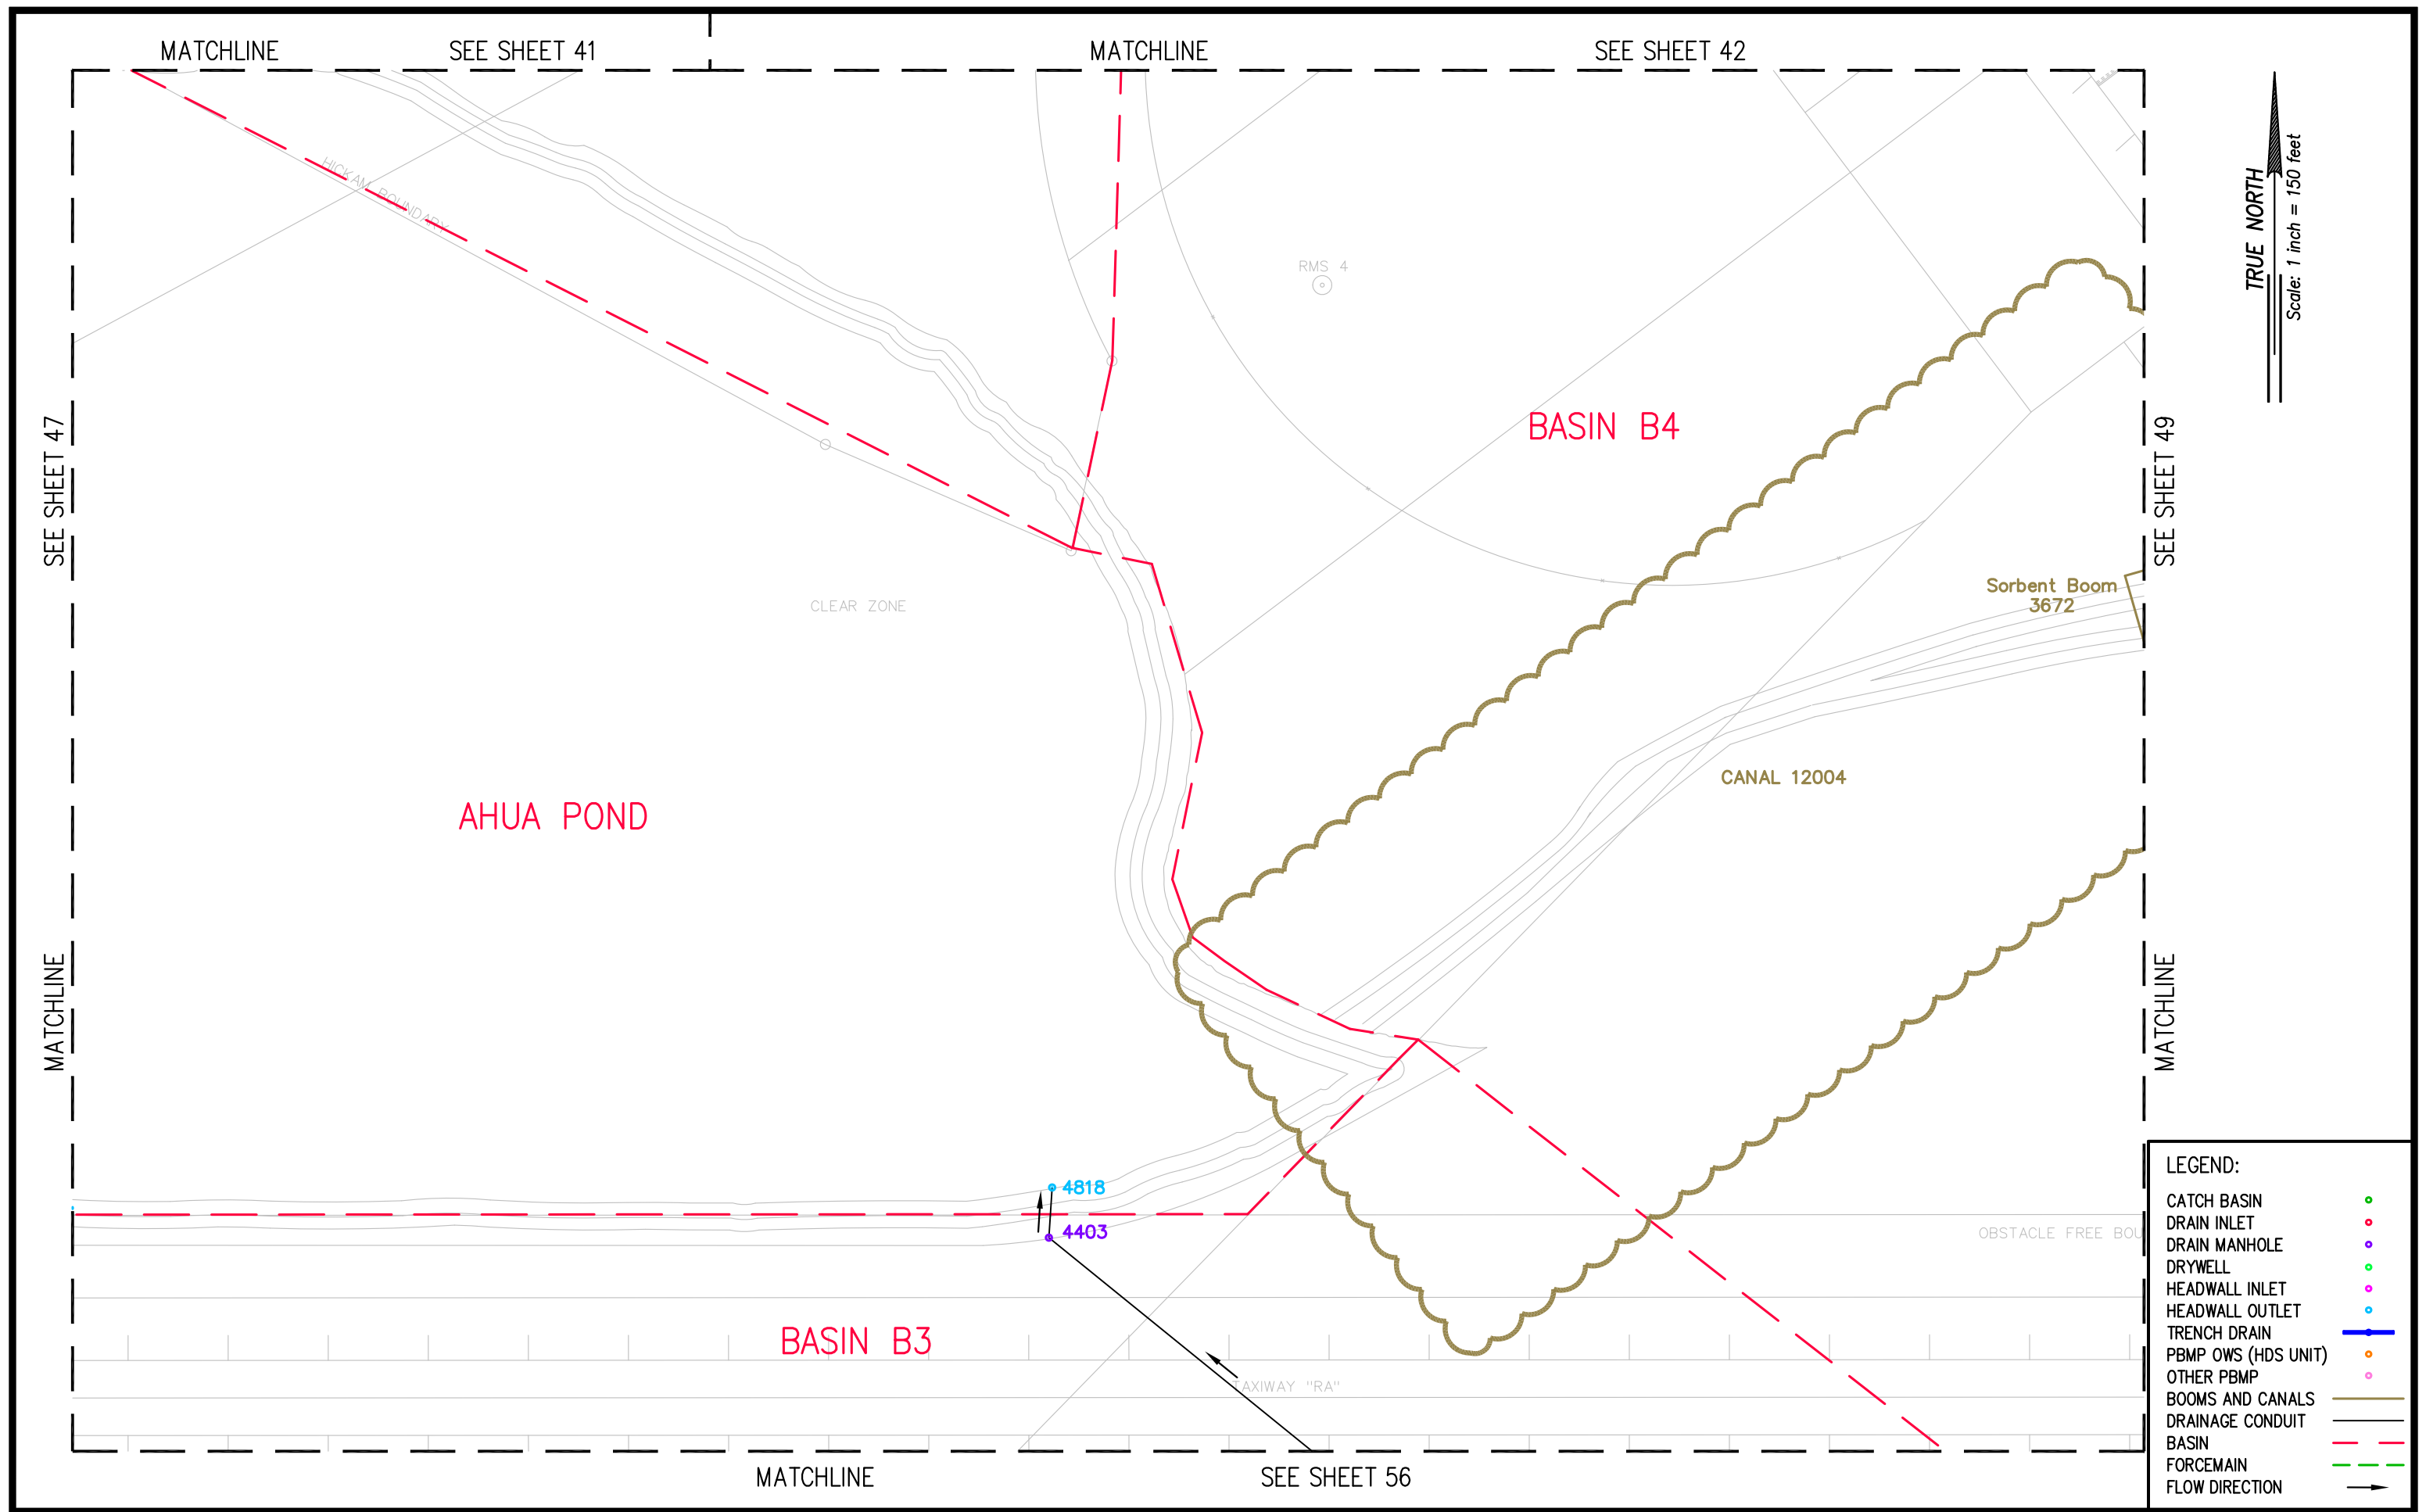 MATCHLINE SEE SHEET 41 MATCHLINE SEE SHEET 42
TRUE NORTH
Scale: 1 inch = 150 feet
HICKAM BOUNDARY
RMS 4
BASIN B4
SEE SHEET 47
SEE SHEET 49
Sorbent Boom
3672
CLEAR ZONE
CANAL 12004
AHUA POND
MATCHLINE
MATCHLINE
4818
4403
OBSTACLE FREE BOU
BASIN B3
TAXIWAY "RA"
MATCHLINE SEE SHEET 56
LEGEND:
CATCH BASIN
DRAIN INLET
DRAIN MANHOLE
DRYWELL
HEADWALL INLET
HEADWALL OUTLET
TRENCH DRAIN
PBMP OWS (HDS UNIT)
OTHER PBMP
BOOMS AND CANALS
DRAINAGE CONDUIT
BASIN
FORCEMAIN
FLOW DIRECTION